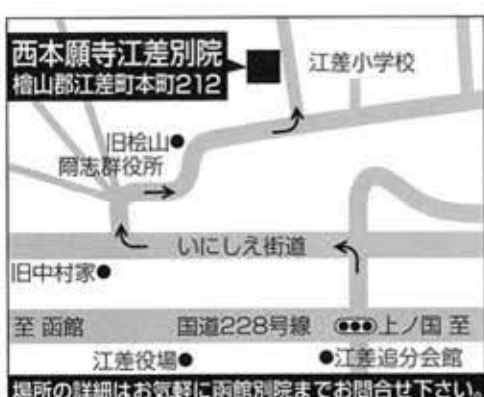 西本願寺江差別院
檜山郡江差町本町212
江差小学校
旧桧山●
爾志群役所
いにしえ街道
旧中村家●
至 函館
国道228号線
上ノ国 至
江差役場●
●江差追分会館
場所の詳細はお気軽に函館別院までお問合せ下さい。